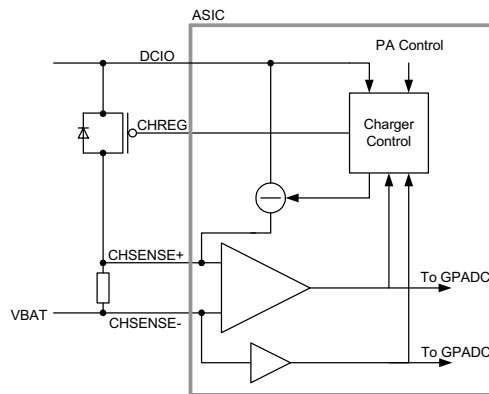 ASIC
DCIO
PA Control
CHREG
Charger
Control
CHSENSE+
To GPADC
VBAT
CHSENSE-
To GPADC